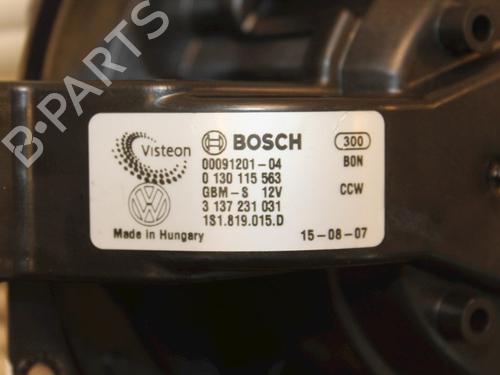 B-PARTS
Visteon
BOSCH
300
00091201-04
BON
0 130 115 563
GBM-S 12V
CCW
3 137 231 031
1S1.819.015.D
Made in Hungary
15-08-07